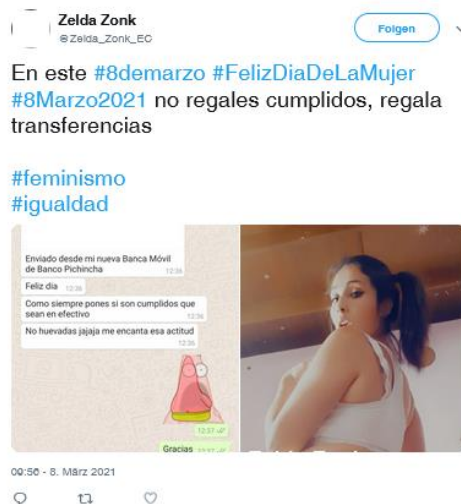 Zelda Zonk
@Zelda_Zonk_EC
Folgen
En este #8demarzo #FelizDiaDeLaMujer
#8Marzo2021 no regales cumplidos, regala
transferencias
#feminismo
#igualdad
Enviado desde mi nueva Banca Móvil
de Banco Pichincha
12:36
Feliz dia 12:36
Como siempre pones si son cumplidos que
sean en efectivo
12:36
No huevadas jajaja me encanta esa actitud
12:36
12:37
Gracias 12:37
09:56 - 8. März 2021